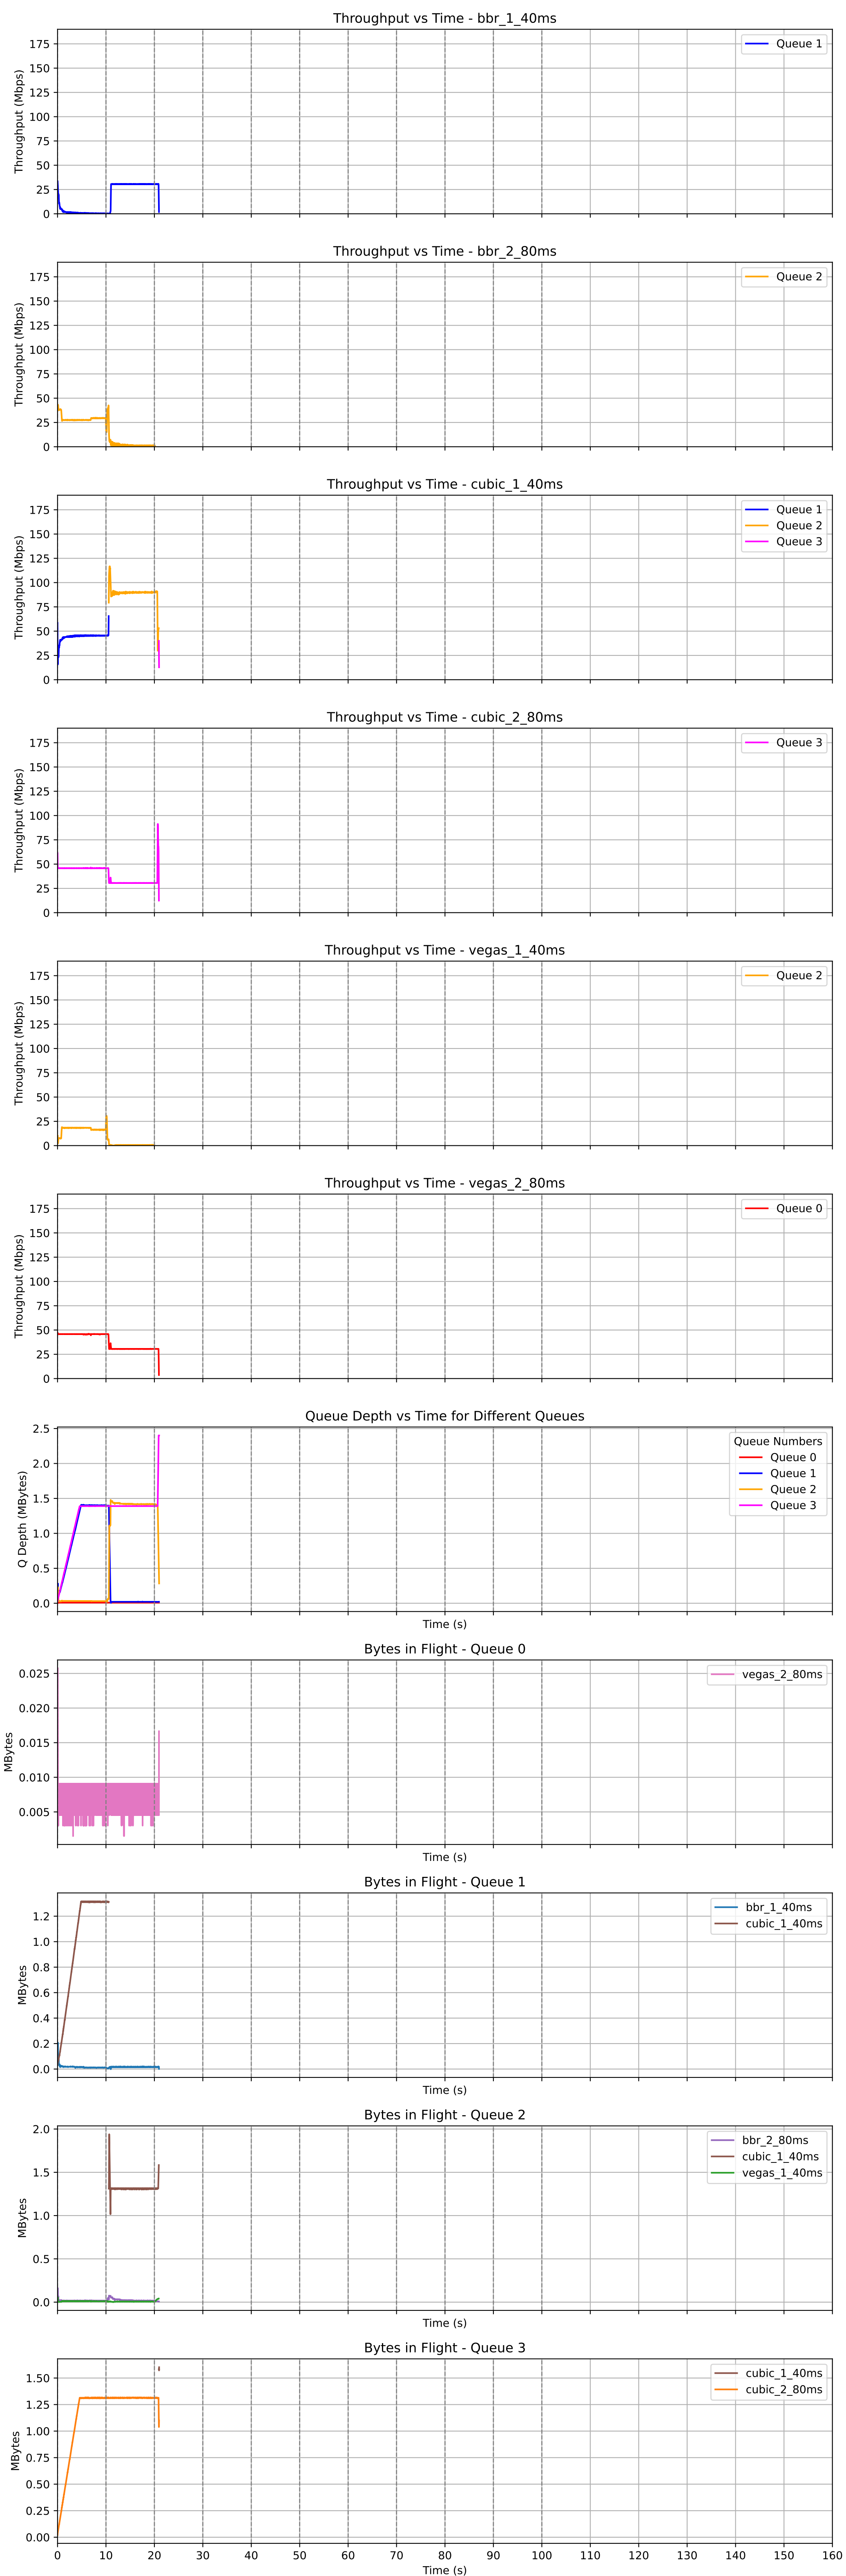 Throughput vs Time - bbr_1_40ms
Throughput (Mbps)
175
150
125
100
75
50
25
0
Queue 1
Throughput vs Time - bbr_2_80ms
Throughput (Mbps)
175
150
125
100
75
50
25
0
Queue 2
Throughput vs Time - cubic_1_40ms
Throughput (Mbps)
175
150
125
100
75
50
25
0
Queue 1
Queue 2
Queue 3
Throughput vs Time - cubic_2_80ms
Throughput (Mbps)
175
150
125
100
75
50
25
0
Queue 3
Throughput vs Time - vegas_1_40ms
Throughput (Mbps)
175
150
125
100
75
50
25
0
Queue 2
Throughput vs Time - vegas_2_80ms
Throughput (Mbps)
175
150
125
100
75
50
25
0
Queue 0
Queue Depth vs Time for Different Queues
Q Depth (MBytes)
2.5
2.0
1.5
1.0
0.5
0.0
Queue Numbers
Queue 0
Queue 1
Queue 2
Queue 3
Time (s)
Bytes in Flight - Queue 0
MBytes
0.025
0.020
0.015
0.010
0.005
vegas_2_80ms
Time (s)
Bytes in Flight - Queue 1
MBytes
1.2
1.0
0.8
0.6
0.4
0.2
0.0
bbr_1_40ms
cubic_1_40ms
Time (s)
Bytes in Flight - Queue 2
MBytes
2.0
1.5
1.0
0.5
0.0
bbr_2_80ms
cubic_1_40ms
vegas_1_40ms
Time (s)
Bytes in Flight - Queue 3
MBytes
1.50
1.25
1.00
0.75
0.50
0.25
0.00
cubic_1_40ms
cubic_2_80ms
0 10 20 30 40 50 60 70 80 90 100 110 120 130 140 150 160
Time (s)